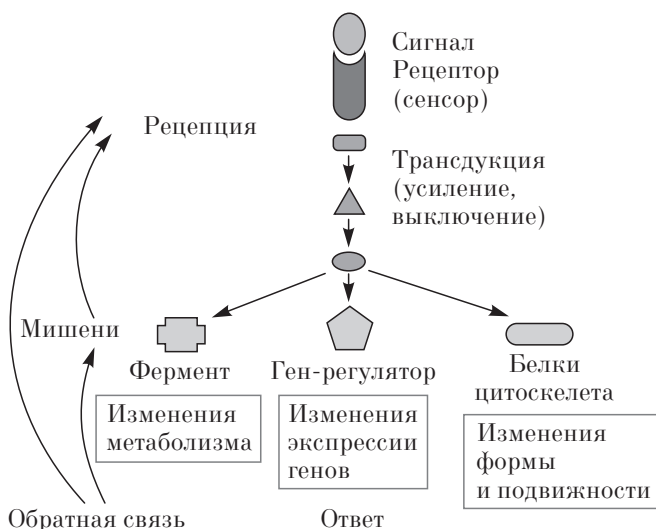 Сигнал
Рецептор
(сенсор)
Рецепция
Трансдукция
(усиление,
выключение)
Мишени
Фермент
Ген-регулятор
Белки
цитоскелета
Изменения
метаболизма
Изменения
экспрессии
генов
Изменения
формы
и подвижности
Обратная связь
Ответ